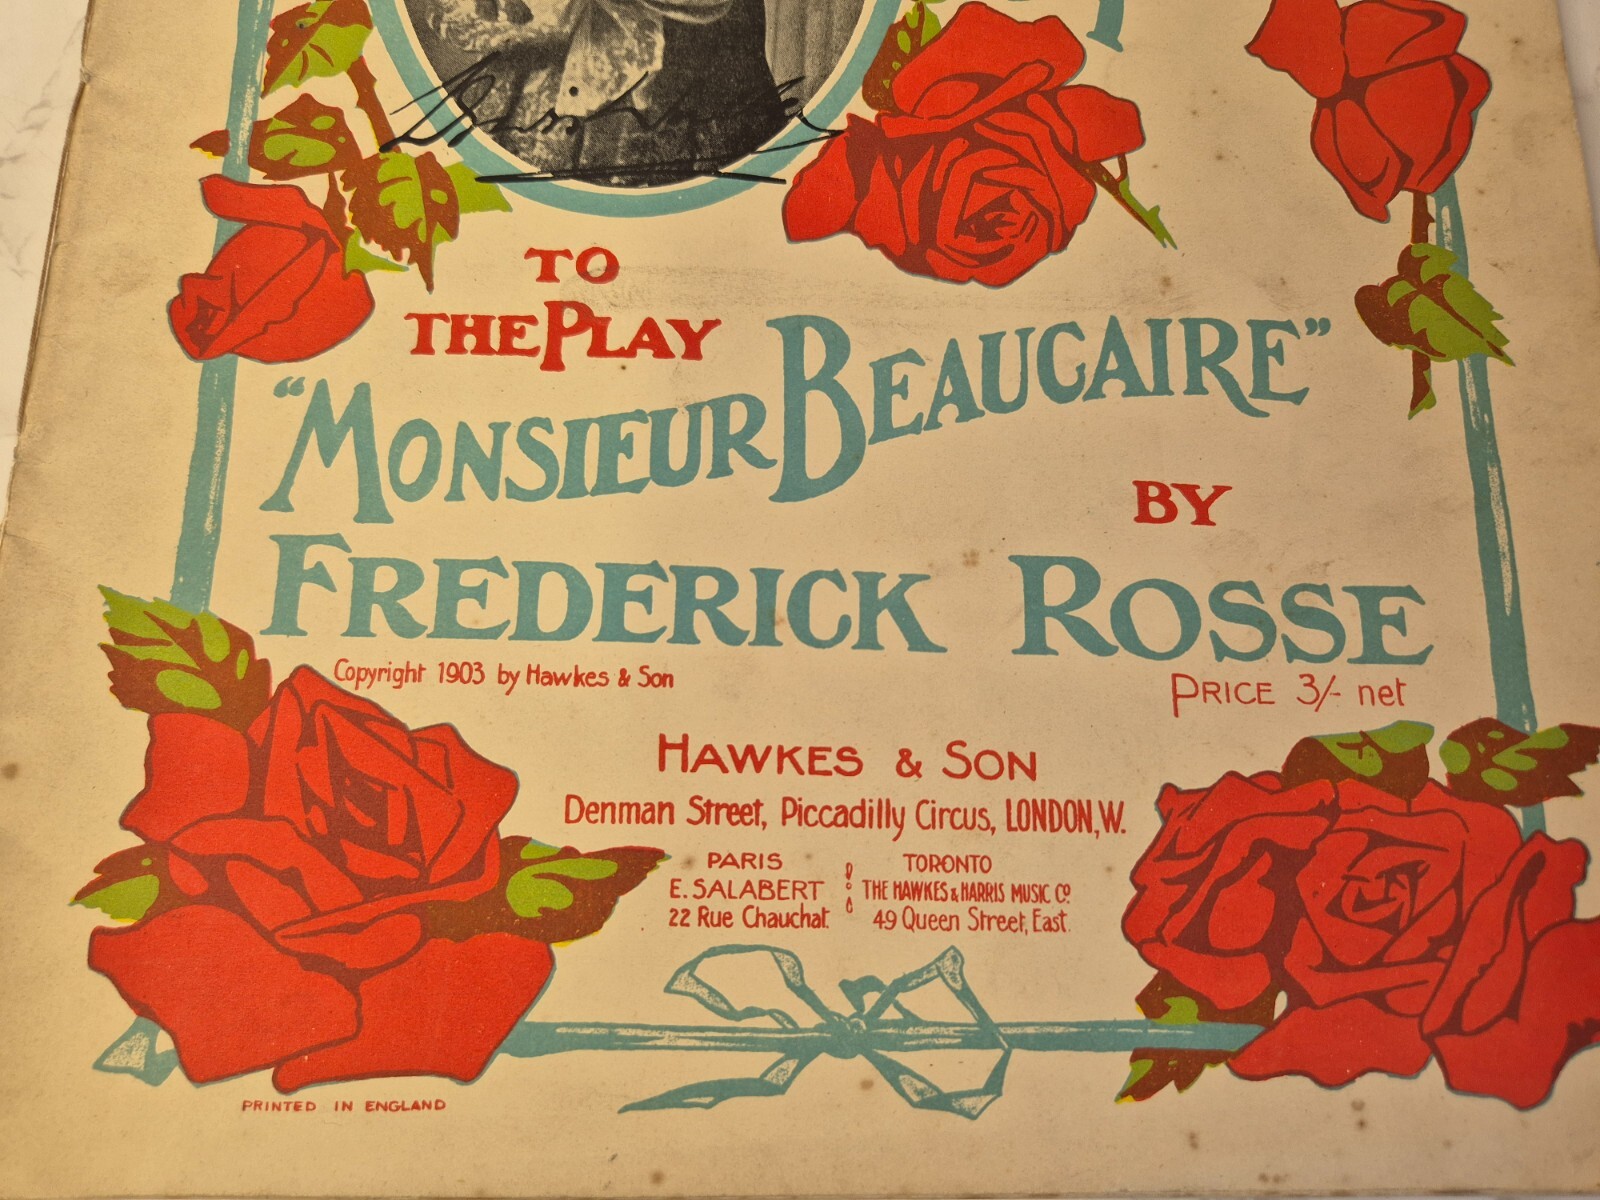 TO
THE PLAY
"MONSIEUR BEAUCAIRE"
BY
FREDERICK ROSSE
Copyright 1903 by Hawkes & Son
PRICE 3/- net
HAWKES & SON
Denman Street, Piccadilly Circus, LONDON, W.
PARIS
E. SALABERT
22 Rue Chauchat.
TORONTO
THE HAWKES & HARRIS MUSIC CO.
49 Queen Street, East.
PRINTED IN ENGLAND